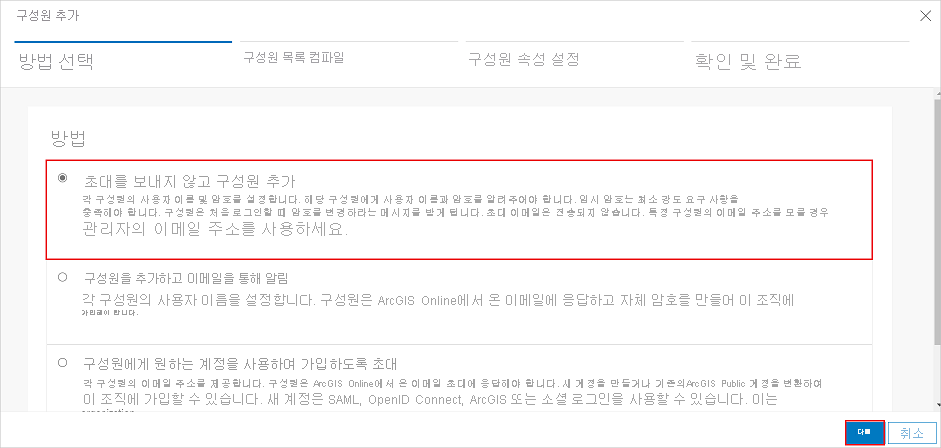 구성원 추가
방법 선택
구성원 목록 컴파일
구성원 속성 설정
확인 및 완료
방법
초대를 보내지 않고 구성원 추가
각 구성원의 사용자 이름 및 암호를 설정합니다. 해당 구성원에게 사용자 이름과 암호를 알려주어야 합니다. 임시 암호는 최소 강도 요구 사항을
충족해야 합니다. 구성원은 처음 로그인할 때 암호를 변경하라는 메시지를 받게 됩니다. 초대 이메일은 전송되지 않습니다. 특정 구성원의 이메일 주소를 모를 경우
관리자의 이메일 주소를 사용하세요.
구성원을 추가하고 이메일을 통해 알림
각 구성원의 사용자 이름을 설정합니다. 구성원은 ArcGIS Online에서 온 이메일에 응답하고 자체 암호를 만들어 이 조직에
가입해야 합니다.
구성원에게 원하는 계정을 사용하여 가입하도록 초대
각 구성원의 이메일 주소를 제공합니다. 구성원은 ArcGIS Online에서 온 이메일 초대에 응답해야 합니다. 새 계정을 만들거나 기존의ArcGIS Public 계정을 변환하여
이 조직에 가입할 수 있습니다. 새 계정은 SAML, OpenID Connect, ArcGIS 또는 소셜 로그인을 사용할 수 있습니다. 이는
다음
취소